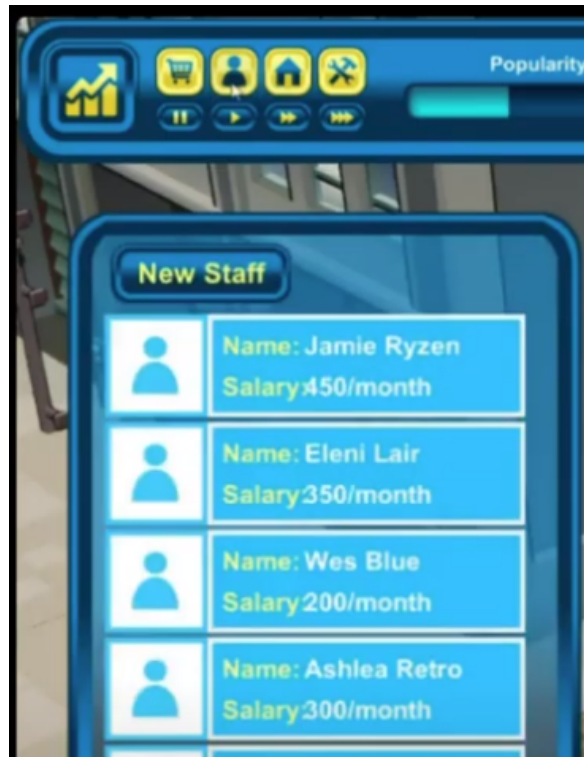 Popularity
New Staff
Name: Jamie Ryzen
Salary:450/month
Name: Eleni Lair
Salary:350/month
Name: Wes Blue
Salary:200/month
Name: Ashlea Retro
Salary:300/month